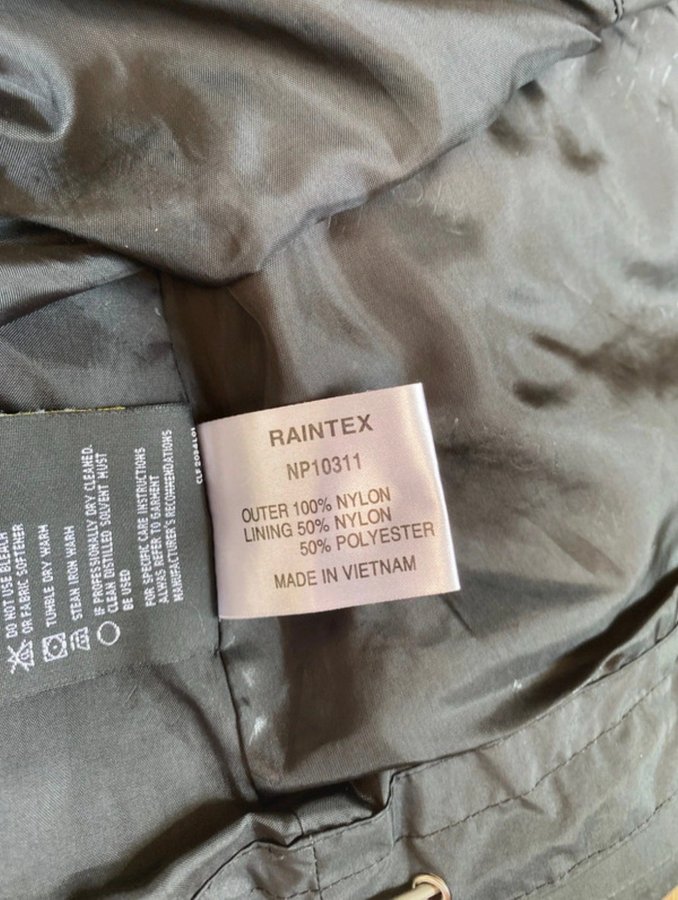 DO NOT USE BLEACH
OR FABRIC SOFTENER
TUMBLE DRY WARM
STEAM IRON WARM
IF PROFESSIONALLY DRY CLEANED.
CLEAN DISTILLED SOLVENT MUST
BE USED
FOR SPECIFIC CARE INSTRUCTIONS
ALWAS REFER TO GARMENT
MANUFACTURER'S RECOMMENDATIONS
RAINTEX
NP10311
OUTER 100% NYLON
LINING 50% NYLON
50% POLYESTER
MADE IN VIETNAM